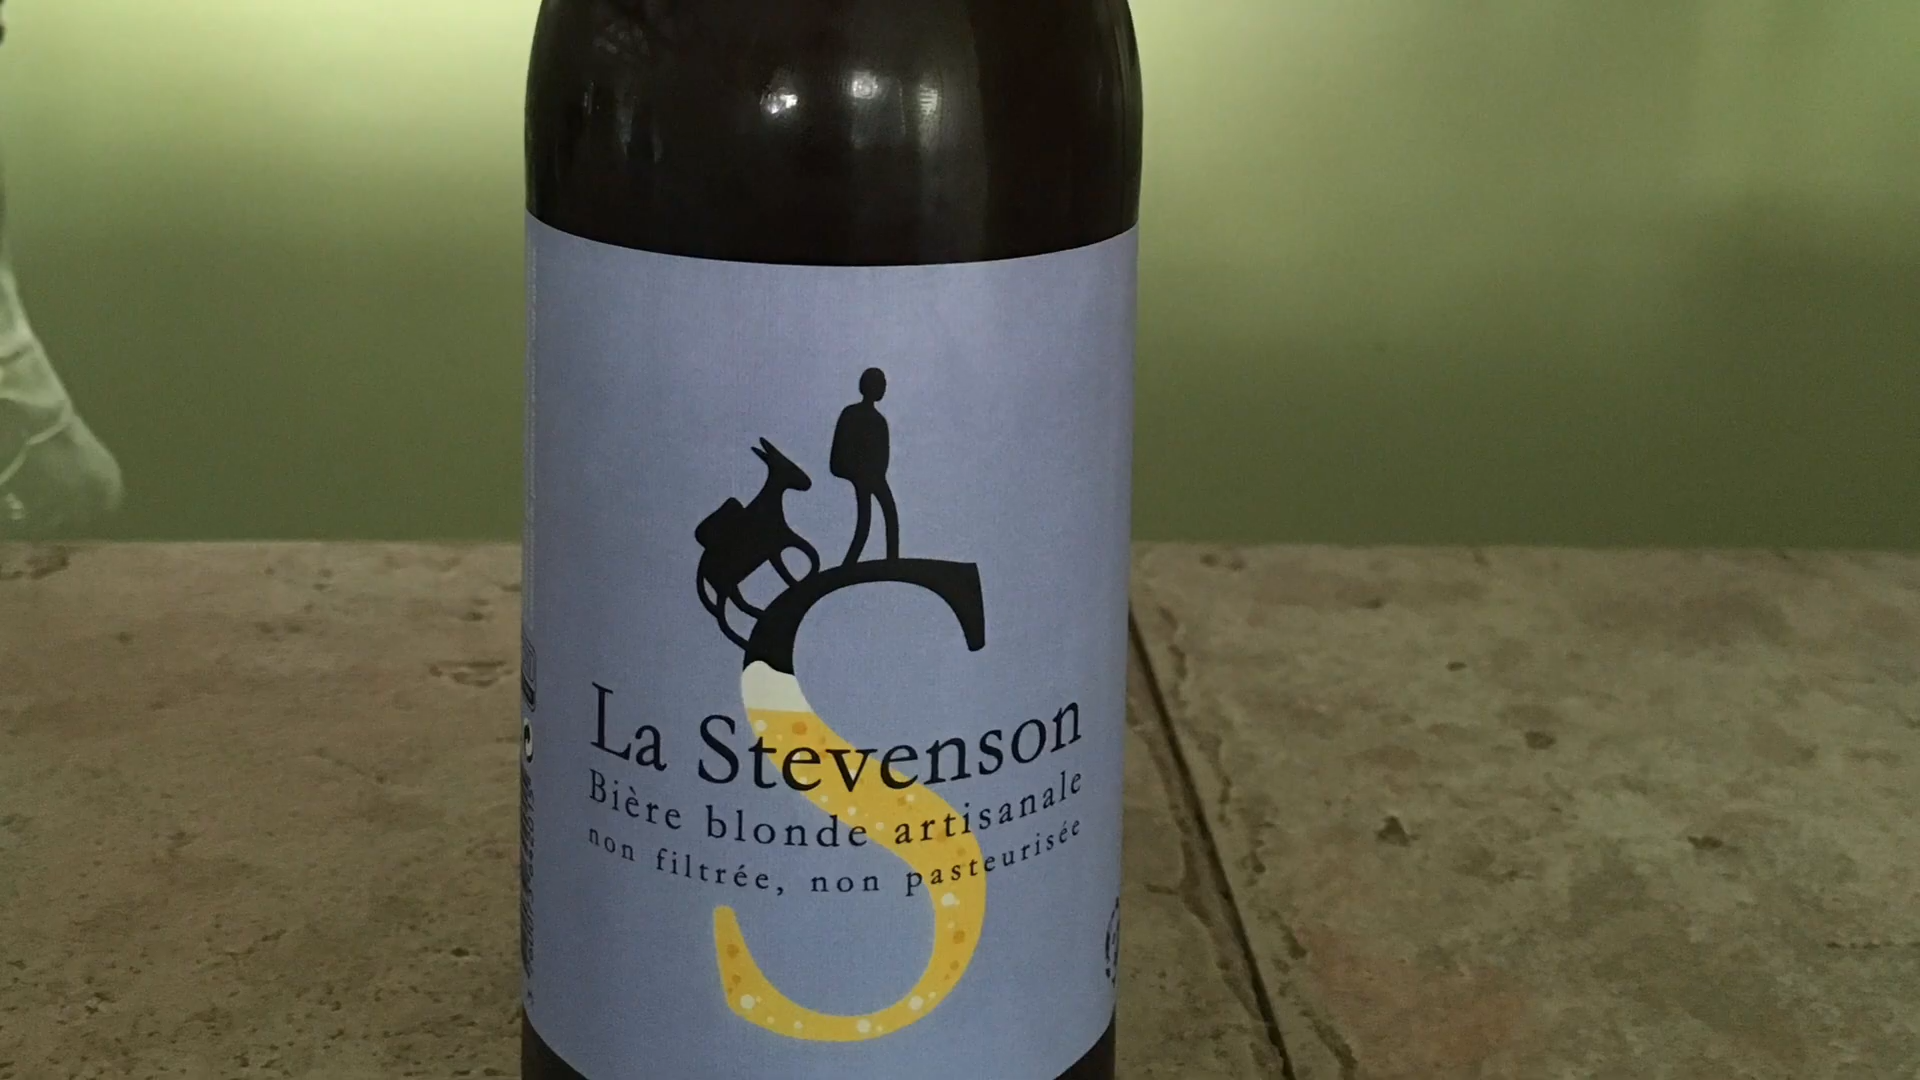 La Stevenson
Bière blonde artisanale
non filtrée, non pasteurisée